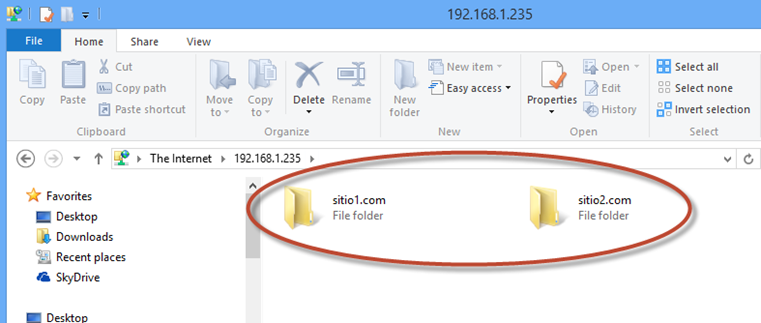 192.168.1.235
File Home Share View
Copy Paste Cut Copy path Paste shortcut Move to Copy to Delete Rename New folder New item Easy access Properties Open Edit History Select all Select none Invert selection
Clipboard Organize New Open Select
The Internet 192.168.1.235
Favorites
Desktop
Downloads
Recent places
SkyDrive
Desktop
sitio1.com
File folder
sitio2.com
File folder